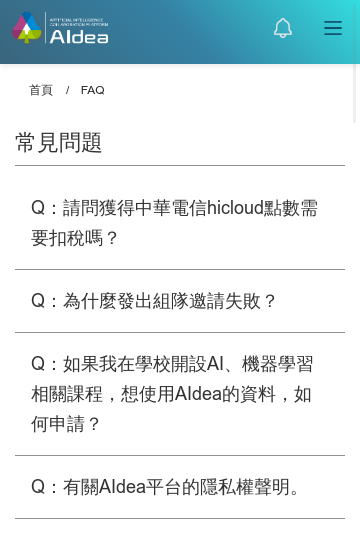 ARTIFICIAL INTELLIGENCE
COLLABORATION PLATFORM
AIdea
首頁 / FAQ
常見問題
Q：請問獲得中華電信hicloud點數需
要扣稅嗎？
Q：為什麼發出組隊邀請失敗？
Q：如果我在學校開設AI、機器學習
相關課程，想使用AIdea的資料，如
何申請？
Q：有關AIdea平台的隱私權聲明。